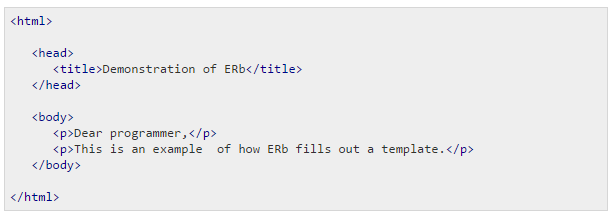 <html>
<head>
<title>Demonstration of ERb</title>
</head>
<body>
<p>Dear programmer,</p>
<p>This is an example  of how ERb fills out a template.</p>
</body>
</html>